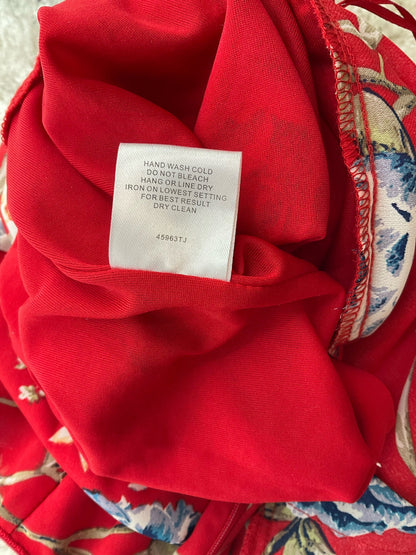 HAND WASH COLD
DO NOT BLEACH
HANG OR LINE DRY
IRON ON LOWEST SETTING
FOR BEST RESULT
DRY CLEAN
45963TJ